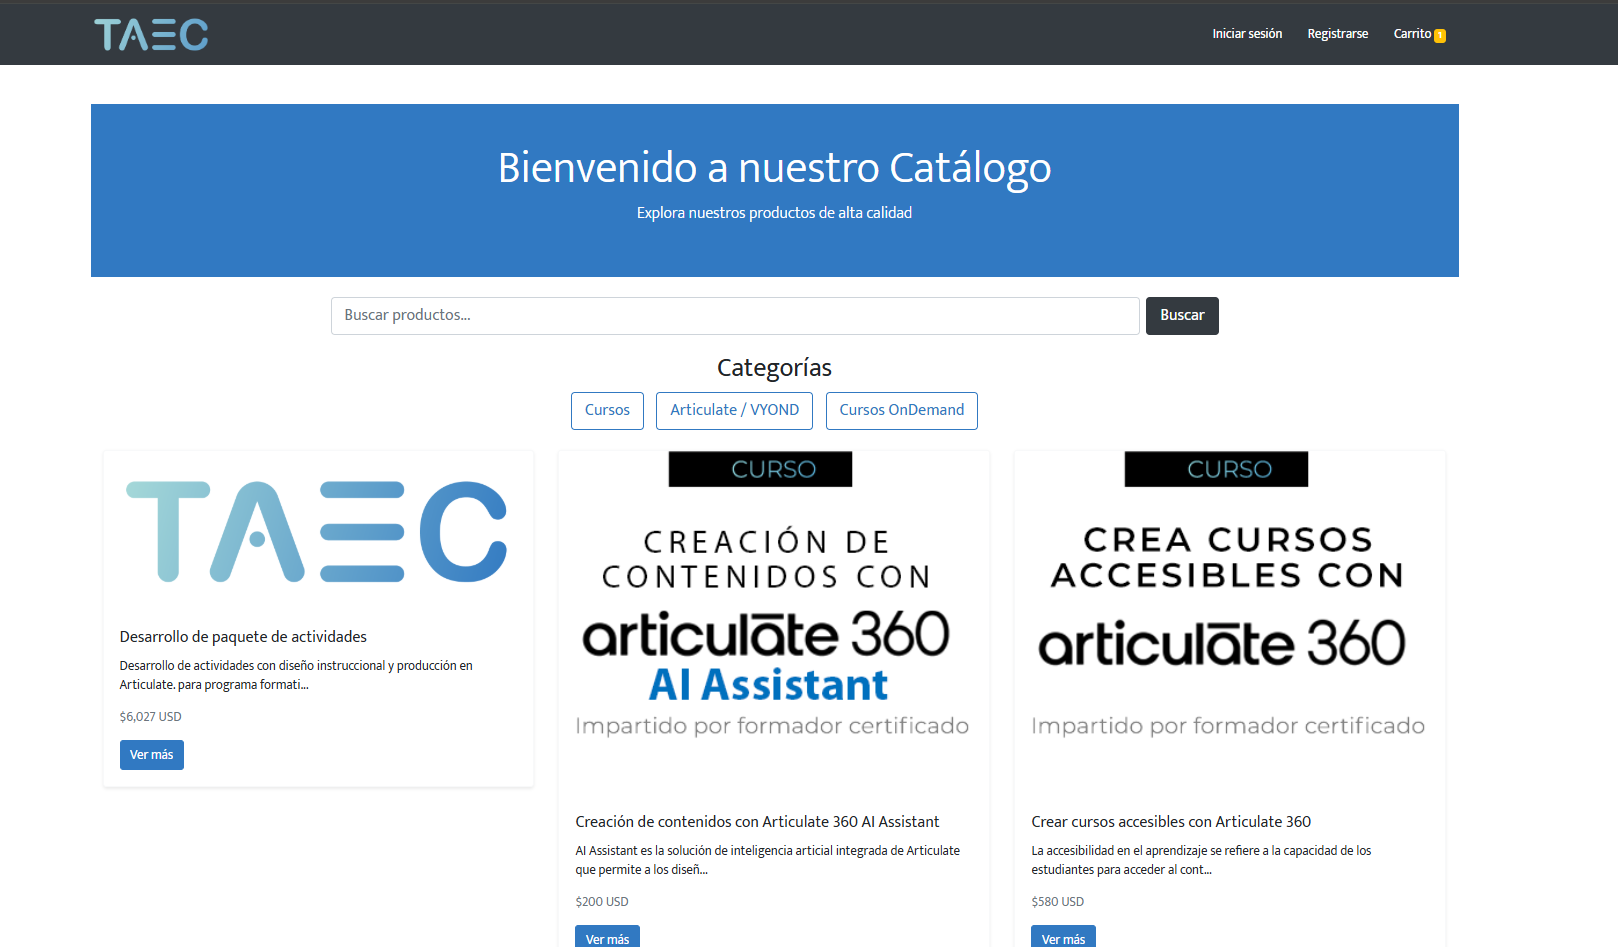 TAEC
Iniciar sesión
Registrarse
Carrito 1
Bienvenido a nuestro Catálogo
Explora nuestros productos de alta calidad
Buscar productos...
Buscar
Categorías
Cursos
Articulate / VYOND
Cursos OnDemand
TAEC
Desarrollo de paquete de actividades
Desarrollo de actividades con diseño instruccional y producción en
Articulate. para programa formati...
$6,027 USD
Ver más
CURSO
CREACIÓN DE
CONTENIDOS CON
articulāte 360
AI Assistant
Impartido por formador certificado
Creación de contenidos con Articulate 360 AI Assistant
AI Assistant es la solución de inteligencia articial integrada de Articulate
que permite a los diseñ...
$200 USD
Ver más
CURSO
CREA CURSOS
ACCESIBLES CON
articulāte 360
Impartido por formador certificado
Crear cursos accesibles con Articulate 360
La accesibilidad en el aprendizaje se refiere a la capacidad de los
estudiantes para acceder al cont...
$580 USD
Ver más